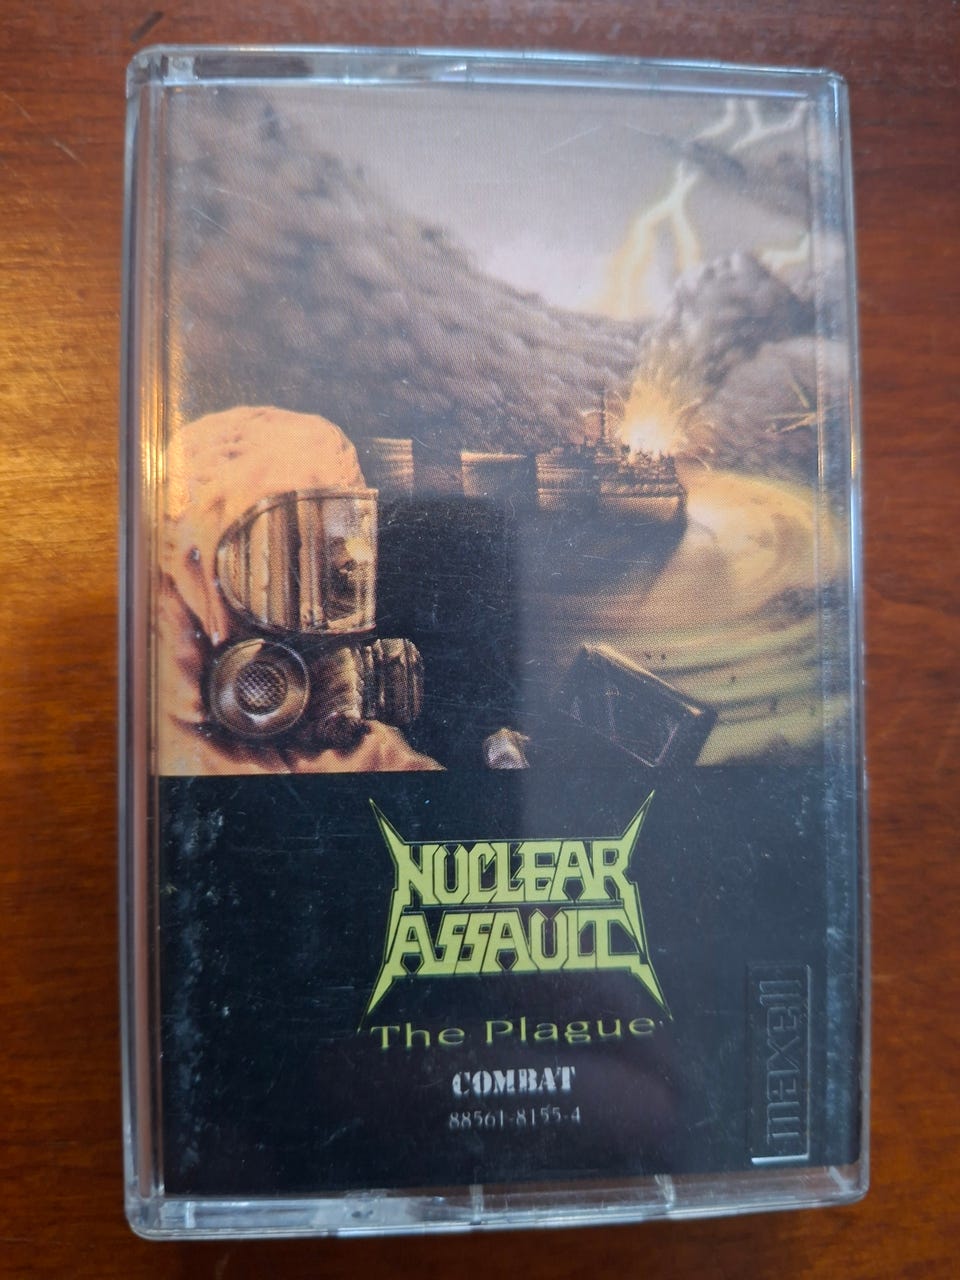 NUCLEAR
ASSAULT
The Plague
COMBAT
88561-8155-4
maxell